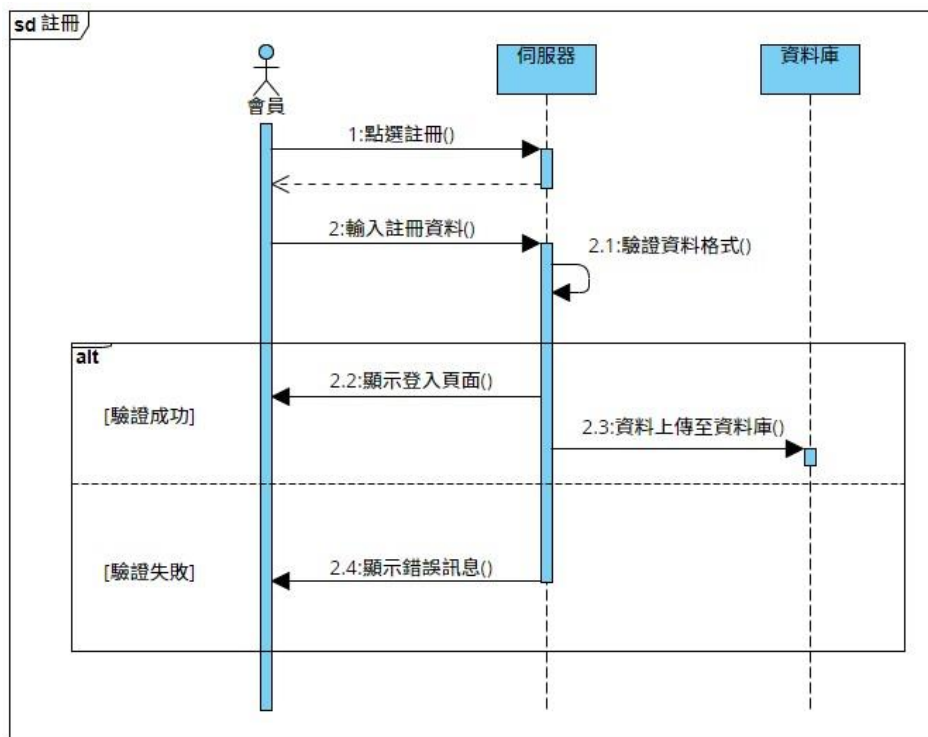 sd 註冊
會員
伺服器
資料庫
1:點選註冊()
2:輸入註冊資料()
2.1:驗證資料格式()
alt
2.2:顯示登入頁面()
[驗證成功]
2.3:資料上傳至資料庫()
[驗證失敗]
2.4:顯示錯誤訊息()